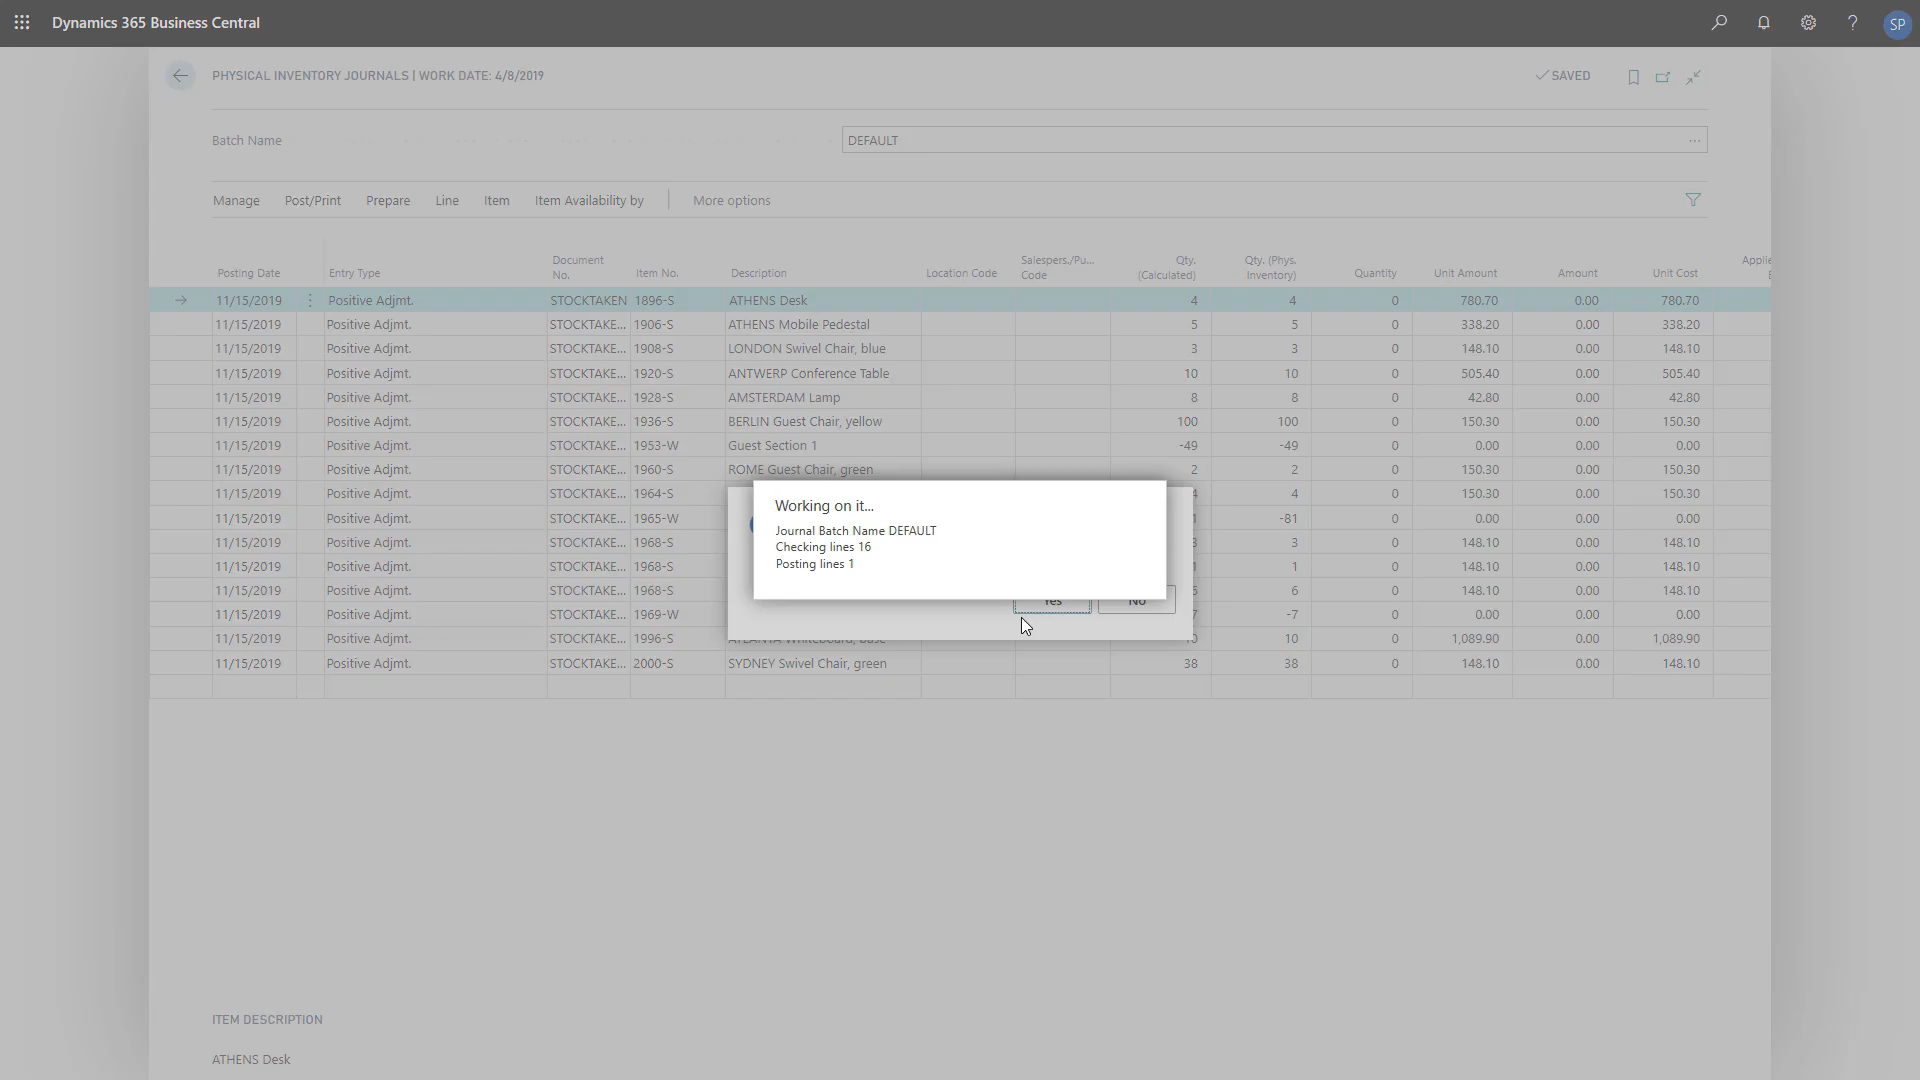 Dynamics 365 Business Central
SP
PHYSICAL INVENTORY JOURNALS | WORK DATE: 4/8/2019
SAVED
Batch Name
DEFAULT
Manage Post/Print Prepare Line Item Item Availability by More options
Posting Date Entry Type Document No. Item No. Description Location Code Salespers./Pu... Code Qty. (Calculated) Qty. (Phys. Inventory) Quantity Unit Amount Amount Unit Cost Applie
11/15/2019 Positive Adjmt. STOCKTAKEN 1896-S ATHENS Desk 4 4 0 780.70 0.00 780.70
11/15/2019 Positive Adjmt. STOCKTAKE... 1906-S ATHENS Mobile Pedestal 5 5 0 338.20 0.00 338.20
11/15/2019 Positive Adjmt. STOCKTAKE... 1908-S LONDON Swivel Chair, blue 3 3 0 148.10 0.00 148.10
11/15/2019 Positive Adjmt. STOCKTAKE... 1920-S ANTWERP Conference Table 10 10 0 505.40 0.00 505.40
11/15/2019 Positive Adjmt. STOCKTAKE... 1928-S AMSTERDAM Lamp 8 8 0 42.80 0.00 42.80
11/15/2019 Positive Adjmt. STOCKTAKE... 1936-S BERLIN Guest Chair, yellow 100 100 0 150.30 0.00 150.30
11/15/2019 Positive Adjmt. STOCKTAKE... 1953-W Guest Section 1 -49 -49 0 0.00 0.00 0.00
11/15/2019 Positive Adjmt. STOCKTAKE... 1960-S ROME Guest Chair, green 2 2 0 150.30 0.00 150.30
11/15/2019 Positive Adjmt. STOCKTAKE... 1964-S 4 0 150.30 0.00 150.30
11/15/2019 Positive Adjmt. STOCKTAKE... 1965-W -81 0 0.00 0.00 0.00
11/15/2019 Positive Adjmt. STOCKTAKE... 1968-S 3 0 148.10 0.00 148.10
11/15/2019 Positive Adjmt. STOCKTAKE... 1968-S 1 0 148.10 0.00 148.10
11/15/2019 Positive Adjmt. STOCKTAKE... 1968-S 6 0 148.10 0.00 148.10
11/15/2019 Positive Adjmt. STOCKTAKE... 1969-W -7 0 0.00 0.00 0.00
11/15/2019 Positive Adjmt. STOCKTAKE... 1996-S ATLANTA Whiteboard, base 10 10 0 1,089.90 0.00 1,089.90
11/15/2019 Positive Adjmt. STOCKTAKE... 2000-S SYDNEY Swivel Chair, green 38 38 0 148.10 0.00 148.10
Working on it...
Journal Batch Name DEFAULT
Checking lines 16
Posting lines 1
Yes No
ITEM DESCRIPTION
ATHENS Desk